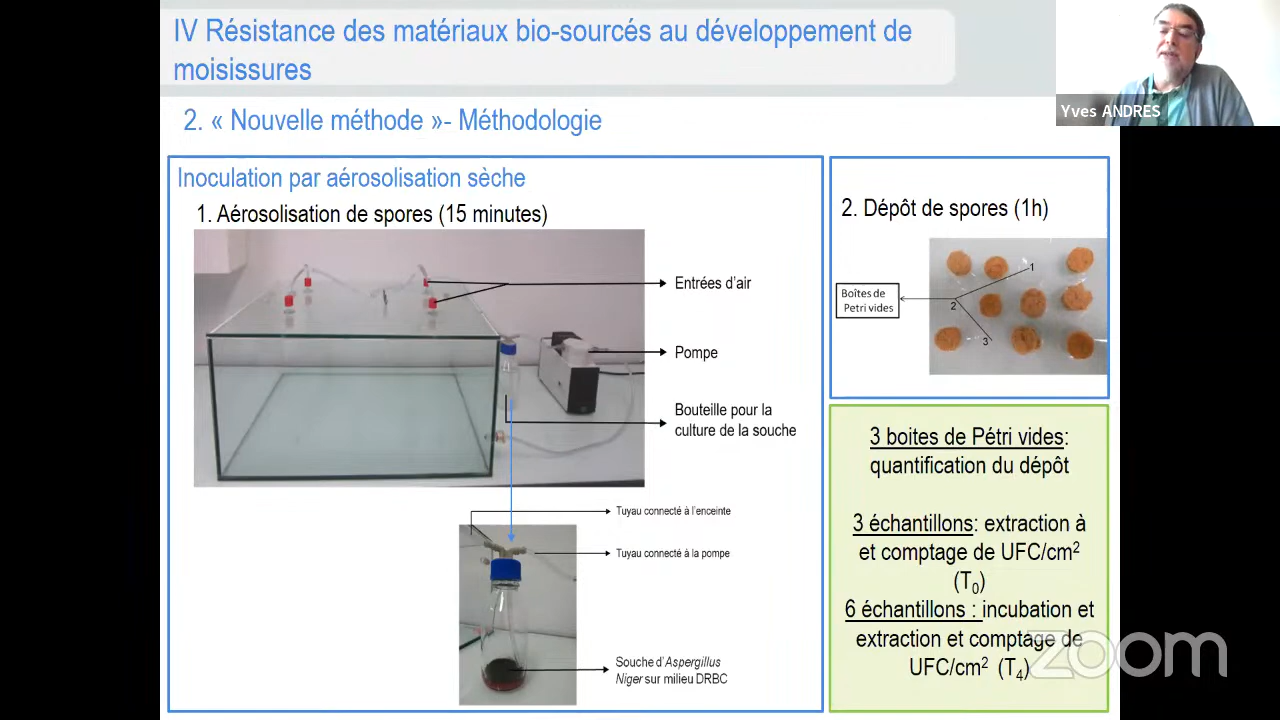 IV Résistance des matériaux bio-sourcés au développement de
moisissures
Yves ANDRES
2. « Nouvelle méthode »- Méthodologie
Inoculation par aérosolisation sèche
1. Aérosolisation de spores (15 minutes)
Entrées d'air
Pompe
Bouteille pour la
culture de la souche
Tuyau connecté à l'enceinte
Tuyau connecté à la pompe
Souche d'Aspergillus
Niger sur milieu DRBC
2. Dépôt de spores (1h)
Boîtes de
Petri vides
1
2
3
3 boites de Pétri vides:
quantification du dépôt
3 échantillons: extraction à
et comptage de UFC/cm²
(T₀)
6 échantillons : incubation et
extraction et comptage de
UFC/cm² (T₄)
zoom